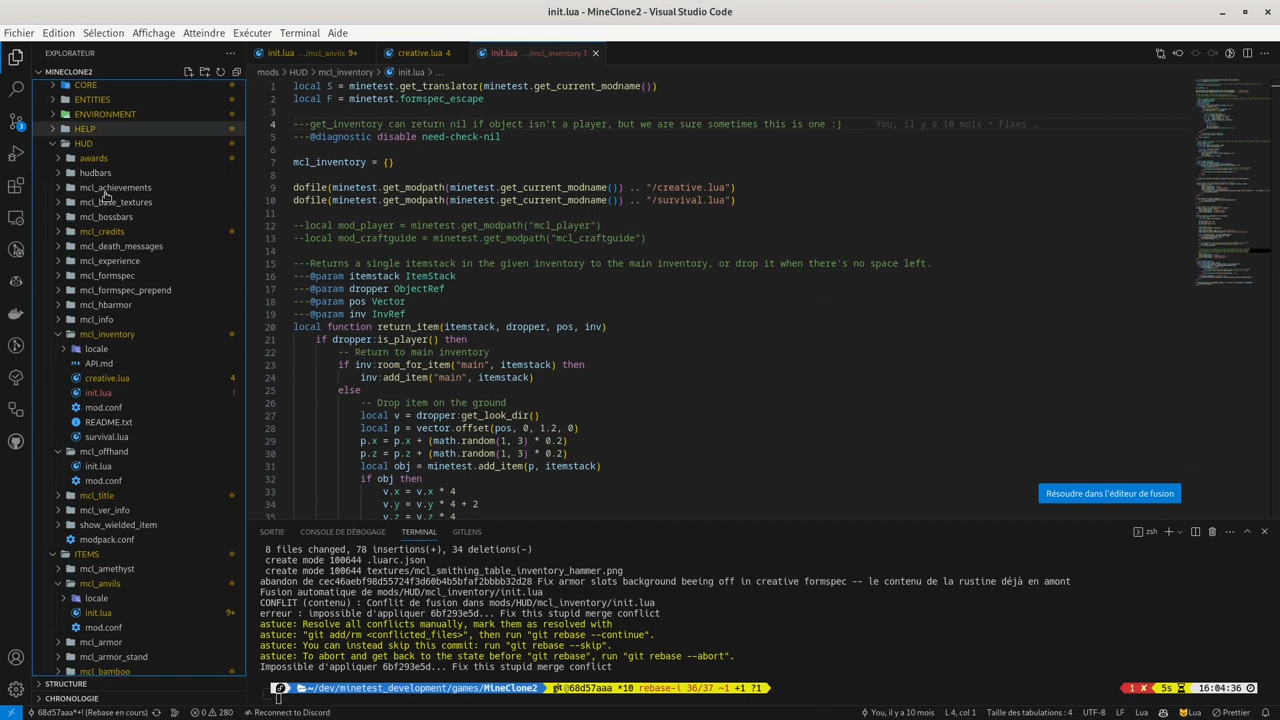 init.lua - MineClone2 - Visual Studio Code
Fichier Edition Sélection Affichage Atteindre Exécuter Terminal Aide
EXPLORATEUR
MINECLONE2
CORE
ENTITIES
ENVIRONMENT
HELP
HUD
awards
hudbars
mcl_achievements
mcl_base_textures
mcl_bossbars
mcl_credits
mcl_death_messages
mcl_experience
mcl_formspec
mcl_formspec_prepend
mcl_hbarmor
mcl_info
mcl_inventory
locale
API.md
creative.lua 4
init.lua !
mod.conf
README.txt
survival.lua
mcl_offhand
init.lua
mod.conf
mcl_title
mcl_ver_info
show_wielded_item
modpack.conf
ITEMS
mcl_amethyst
mcl_anvils
locale
init.lua 9+
mod.conf
mcl_armor
mcl_armor_stand
mcl_bamboo
STRUCTURE
CHRONOLOGIE
init.lua .../mcl_anvils 9+ creative.lua 4 init.lua .../mcl_inventory !
mods > HUD > mcl_inventory > init.lua > ...
1 local S = minetest.get_translator(minetest.get_current_modname())
2 local F = minetest.formspec_escape
3
4 ---get_inventory can return nil if object isn't a player, but we are sure sometimes this is one :) You, il y a 10 mois • Fixes …
5 ---@diagnostic disable need-check-nil
6
7 mcl_inventory = {}
8
9 dofile(minetest.get_modpath(minetest.get_current_modname()) .. "/creative.lua")
10 dofile(minetest.get_modpath(minetest.get_current_modname()) .. "/survival.lua")
11
12 --local mod_player = minetest.get_modpath("mcl_player")
13 --local mod_craftguide = minetest.get_modpath("mcl_craftguide")
14
15 ---Returns a single itemstack in the given inventory to the main inventory, or drop it when there's no space left.
16 ---@param itemstack ItemStack
17 ---@param dropper ObjectRef
18 ---@param pos Vector
19 ---@param inv InvRef
20 local function return_item(itemstack, dropper, pos, inv)
21 if dropper:is_player() then
22 -- Return to main inventory
23 if inv:room_for_item("main", itemstack) then
24 inv:add_item("main", itemstack)
25 else
26 -- Drop item on the ground
27 local v = dropper:get_look_dir()
28 local p = vector.offset(pos, 0, 1.2, 0)
29 p.x = p.x + (math.random(1, 3) * 0.2)
30 p.z = p.z + (math.random(1, 3) * 0.2)
31 local obj = minetest.add_item(p, itemstack)
32 if obj then
33 v.x = v.x * 4
34 v.y = v.y * 4 + 2
35 v.z = v.z * 4
Résoudre dans l'éditeur de fusion
SORTIE CONSOLE DE DÉBOGAGE TERMINAL GITLENS
zsh
8 files changed, 78 insertions(+), 34 deletions(-)
create mode 100644 .luarc.json
create mode 100644 textures/mcl_smithing_table_inventory_hammer.png
abandon de cec46aebf98d55724f3d60b4b5bfaf2bbbb32d28 Fix armor slots background beeing off in creative formspec -- le contenu de la rustine déjà en amont
Fusion automatique de mods/HUD/mcl_inventory/init.lua
CONFLIT (contenu) : Conflit de fusion dans mods/HUD/mcl_inventory/init.lua
erreur : impossible d'appliquer 6bf293e5d... Fix this stupid merge conflict
astuce: Resolve all conflicts manually, mark them as resolved with
astuce: "git add/rm <conflicted_files>", then run "git rebase --continue".
astuce: You can instead skip this commit: run "git rebase --skip".
astuce: To abort and get back to the state before "git rebase", run "git rebase --abort".
Impossible d'appliquer 6bf293e5d... Fix this stupid merge conflict
~/dev/minetest_development/games/MineClone2 git @68d57aaa *10 rebase-i 36/37 ~1 +1 ?1 1 ✘ 5s 16:04:36
68d57aaa*+! (Rebase en cours) 0 280 Reconnect to Discord You, il y a 10 mois L 4, col 1 Taille des tabulations : 4 UTF-8 LF Lua Lua Prettier